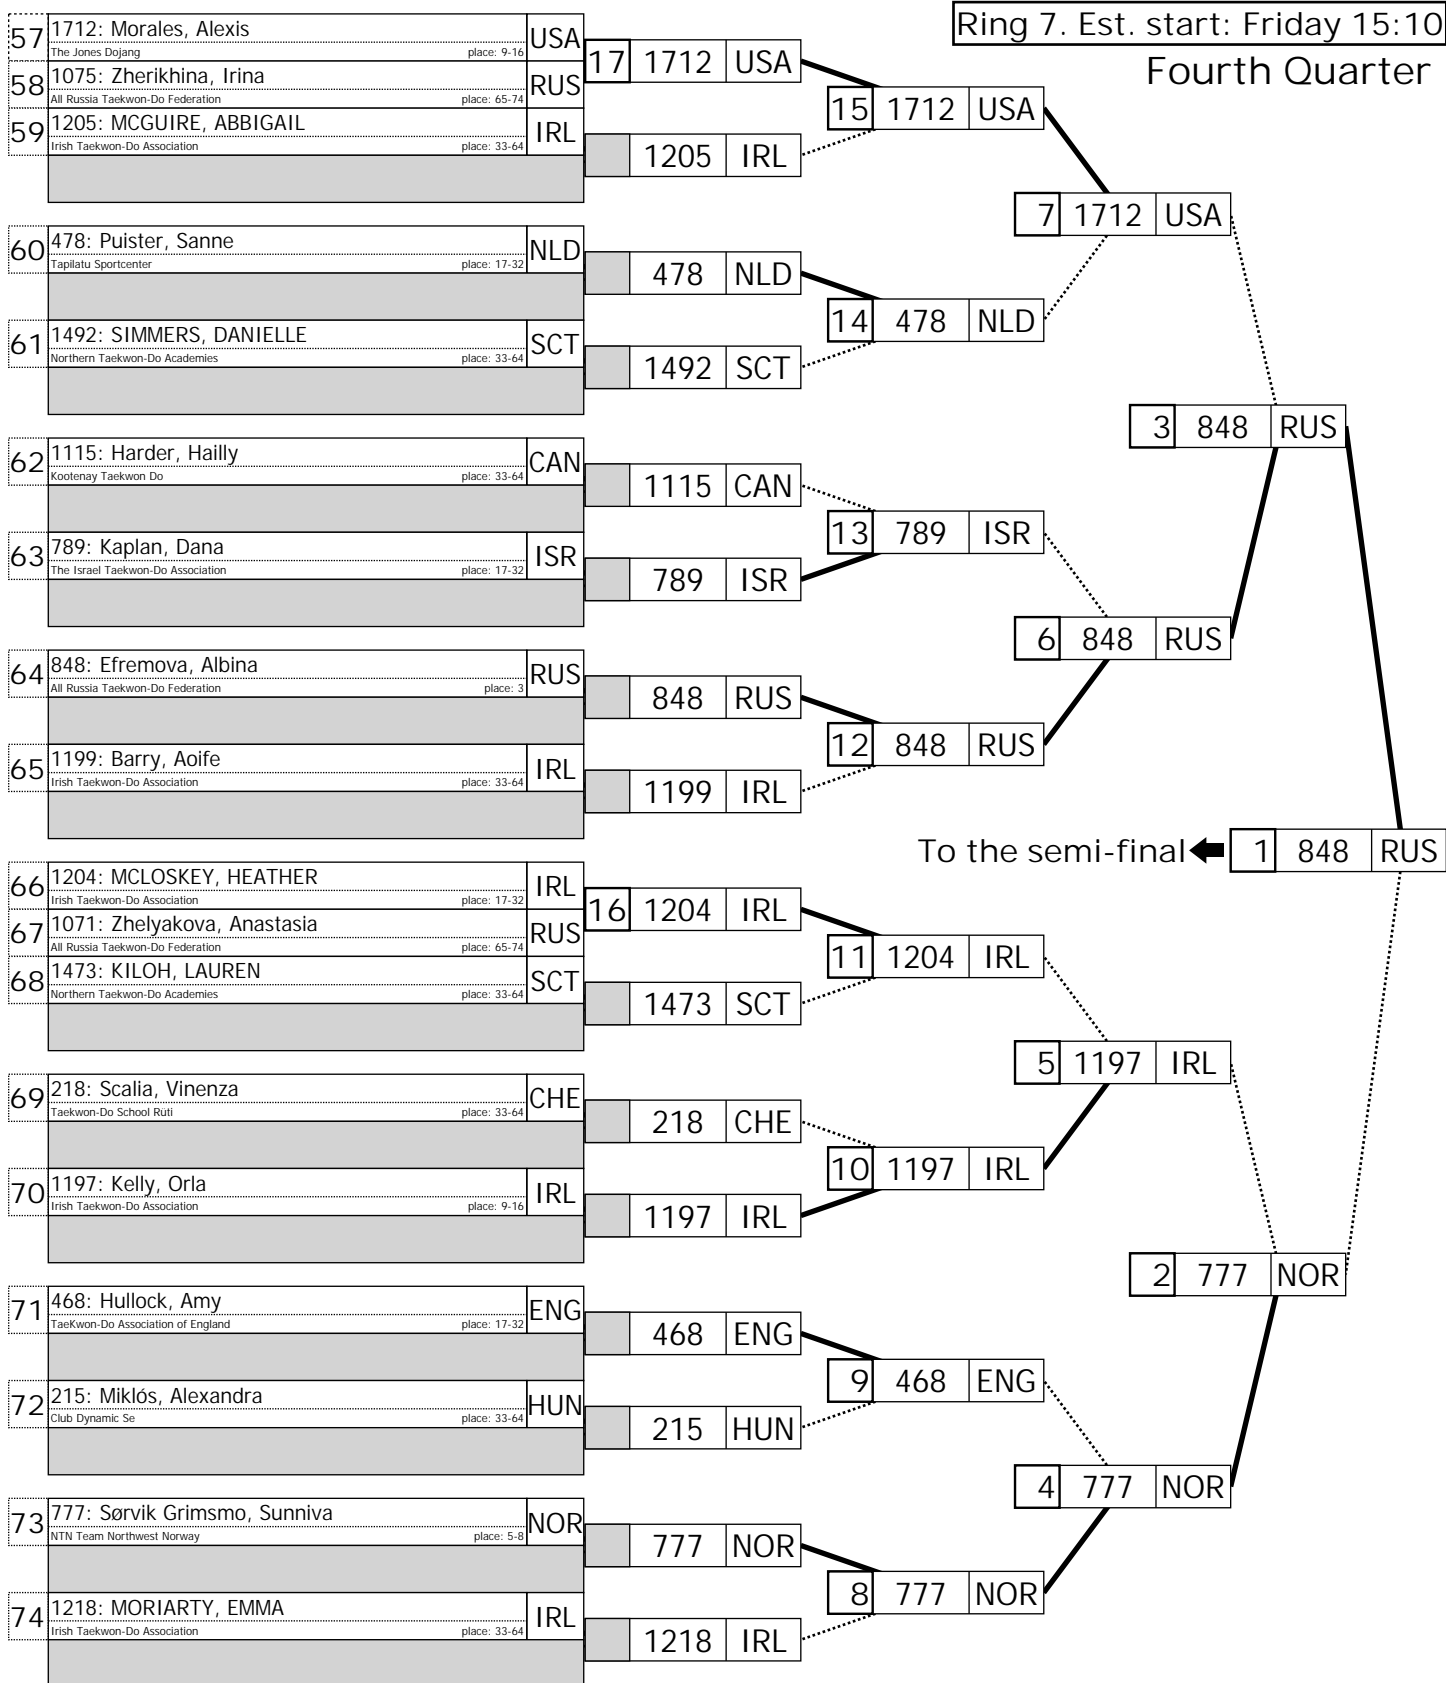 Ring 7. Est. start: Friday 15:10
Fourth Quarter
57 1712: Morales, Alexis USA
The Jones Dojang place: 9-16
58 1075: Zherikhina, Irina RUS
All Russia Taekwon-Do Federation place: 65-74
59 1205: MCGUIRE, ABBIGAIL IRL
Irish Taekwon-Do Association place: 33-64
60 478: Puister, Sanne NLD
Tapilatu Sportcenter place: 17-32
61 1492: SIMMERS, DANIELLE SCT
Northern Taekwon-Do Academies place: 33-64
62 1115: Harder, Hailly CAN
Kootenay Taekwon Do place: 33-64
63 789: Kaplan, Dana ISR
The Israel Taekwon-Do Association place: 17-32
64 848: Efremova, Albina RUS
All Russia Taekwon-Do Federation place: 3
65 1199: Barry, Aoife IRL
Irish Taekwon-Do Association place: 33-64
66 1204: MCLOSKEY, HEATHER IRL
Irish Taekwon-Do Association place: 17-32
67 1071: Zhelyakova, Anastasia RUS
All Russia Taekwon-Do Federation place: 65-74
68 1473: KILOH, LAUREN SCT
Northern Taekwon-Do Academies place: 33-64
69 218: Scalia, Vinenza CHE
Taekwon-Do School Rüti place: 33-64
70 1197: Kelly, Orla IRL
Irish Taekwon-Do Association place: 9-16
71 468: Hullock, Amy ENG
TaeKwon-Do Association of England place: 17-32
72 215: Miklós, Alexandra HUN
Club Dynamic Se place: 33-64
73 777: Sørvik Grimsmo, Sunniva NOR
NTN Team Northwest Norway place: 5-8
74 1218: MORIARTY, EMMA IRL
Irish Taekwon-Do Association place: 33-64
17 1712 USA
1205 IRL
478 NLD
1492 SCT
1115 CAN
789 ISR
848 RUS
1199 IRL
16 1204 IRL
1473 SCT
218 CHE
1197 IRL
468 ENG
215 HUN
777 NOR
1218 IRL
15 1712 USA
14 478 NLD
13 789 ISR
12 848 RUS
11 1204 IRL
10 1197 IRL
9 468 ENG
8 777 NOR
7 1712 USA
6 848 RUS
5 1197 IRL
4 777 NOR
3 848 RUS
2 777 NOR
To the semi-final 1 848 RUS